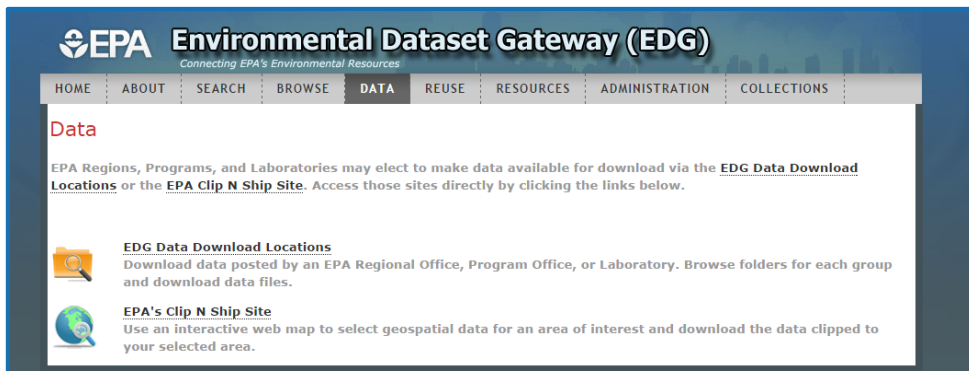 EPA Environmental Dataset Gateway (EDG)
Connecting EPA's Environmental Resources
HOME ABOUT SEARCH BROWSE DATA REUSE RESOURCES ADMINISTRATION COLLECTIONS
Data
EPA Regions, Programs, and Laboratories may elect to make data available for download via the EDG Data Download
Locations or the EPA Clip N Ship Site. Access those sites directly by clicking the links below.
EDG Data Download Locations
Download data posted by an EPA Regional Office, Program Office, or Laboratory. Browse folders for each group
and download data files.
EPA's Clip N Ship Site
Use an interactive web map to select geospatial data for an area of interest and download the data clipped to
your selected area.